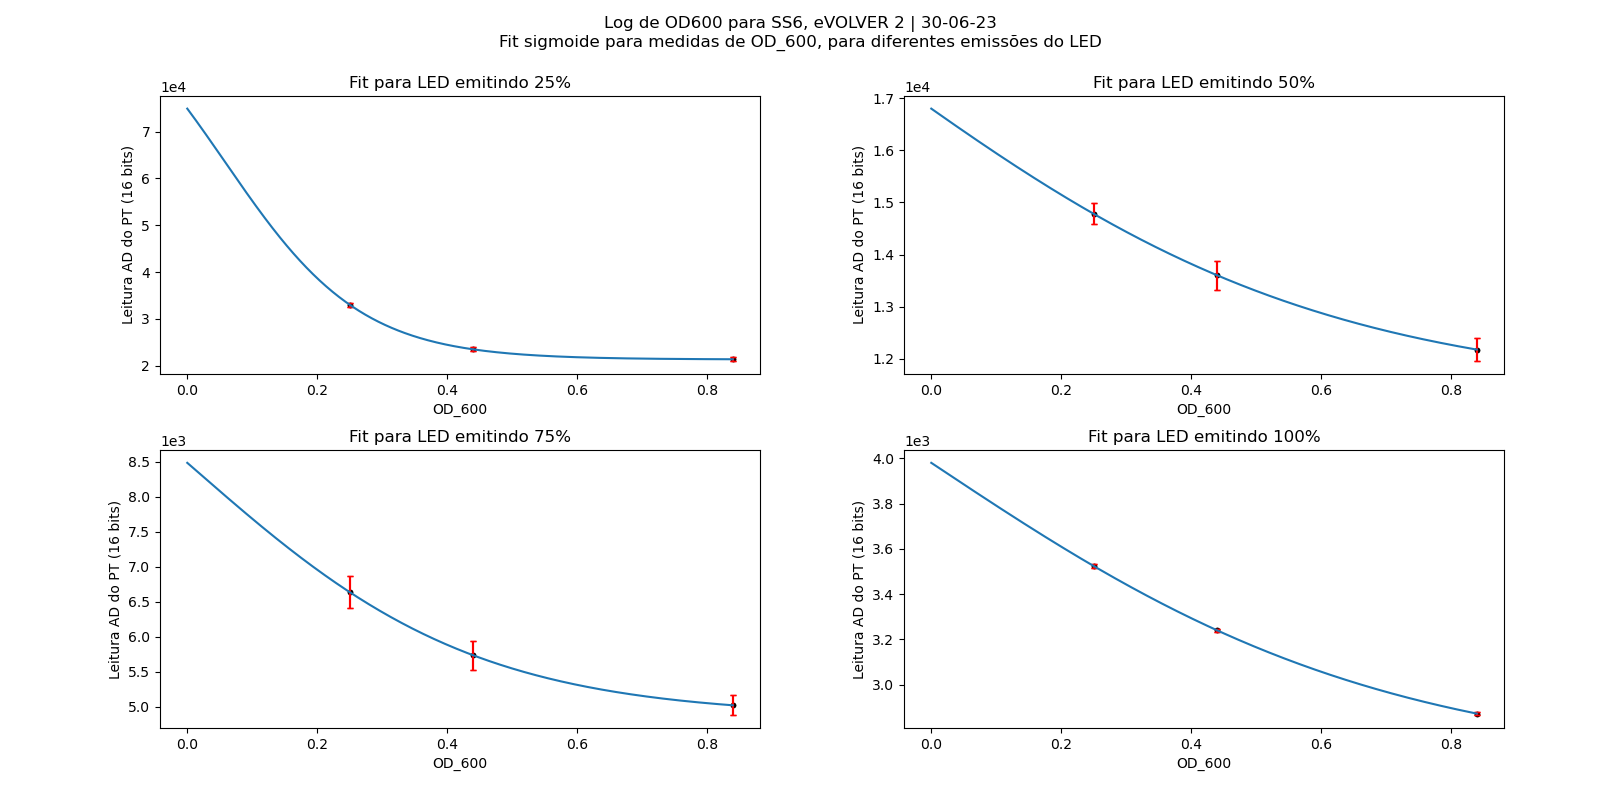 Log de OD600 para SS6, eVOLVER 2 | 30-06-23
Fit sigmoide para medidas de OD_600, para diferentes emissões do LED
Fit para LED emitindo 25%
1e4
Leitura AD do PT (16 bits)
7
6
5
4
3
2
0.0 0.2 0.4 0.6 0.8
OD_600
Fit para LED emitindo 50%
1e4
Leitura AD do PT (16 bits)
1.7
1.6
1.5
1.4
1.3
1.2
0.0 0.2 0.4 0.6 0.8
OD_600
Fit para LED emitindo 75%
1e3
Leitura AD do PT (16 bits)
8.5
8.0
7.5
7.0
6.5
6.0
5.5
5.0
0.0 0.2 0.4 0.6 0.8
OD_600
Fit para LED emitindo 100%
1e3
Leitura AD do PT (16 bits)
4.0
3.8
3.6
3.4
3.2
3.0
0.0 0.2 0.4 0.6 0.8
OD_600